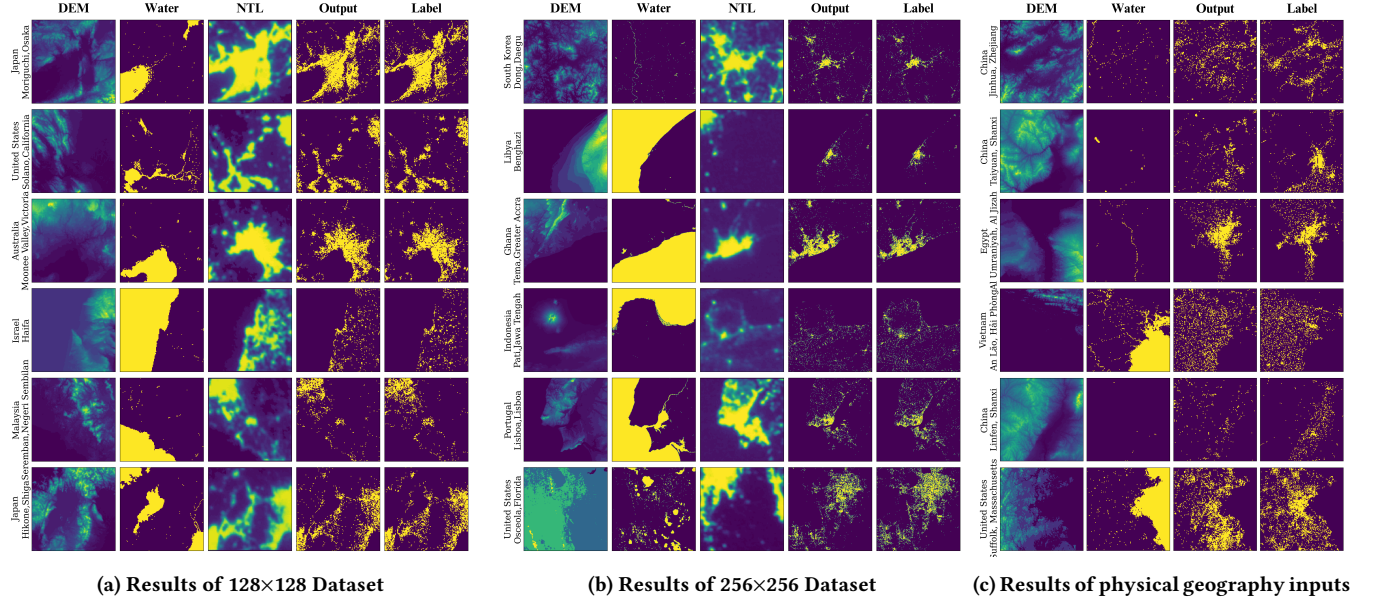 DEM Water NTL Output Label
Japan
Moriguchi,Osaka
United States
Solano,California
Australia
Moonee Valley,Victoria
Israel
Haifa
Malaysia
Seremban,Negeri Sembilan
Japan
Hikone,Shiga
(a) Results of 128×128 Dataset
DEM Water NTL Output Label
South Korea
Dong,Daegu
Libya
Benghazi
Ghana
Tema,Greater Accra
Indonesia
Pati,Jawa Tengah
Portugal
Lisboa,Lisboa
United States
Osceola,Florida
(b) Results of 256×256 Dataset
DEM Water Output Label
China
Jinhua, Zhejiang
China
Taiyuan, Shanxi
Egypt
Al Umraniyah, Al Jizah
Vietnam
An Lão, Hải Phòng
China
Linfen, Shanxi
United States
Suffolk, Massachusetts
(c) Results of physical geography inputs